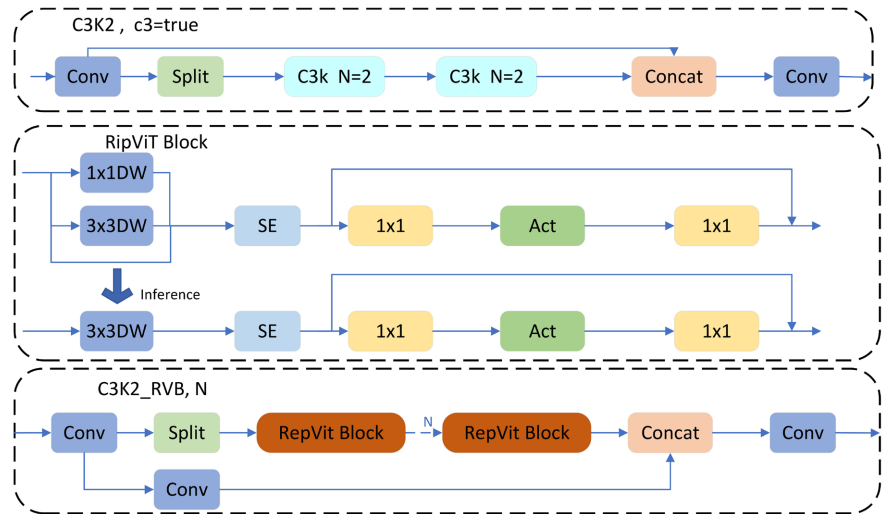 C3K2 , c3=true
Conv Split C3k N=2 C3k N=2 Concat Conv
RipViT Block
1x1DW
3x3DW SE 1x1 Act 1x1
Inference
3x3DW SE 1x1 Act 1x1
C3K2_RVB, N
Conv Split RepVit Block N RepVit Block Concat Conv
Conv